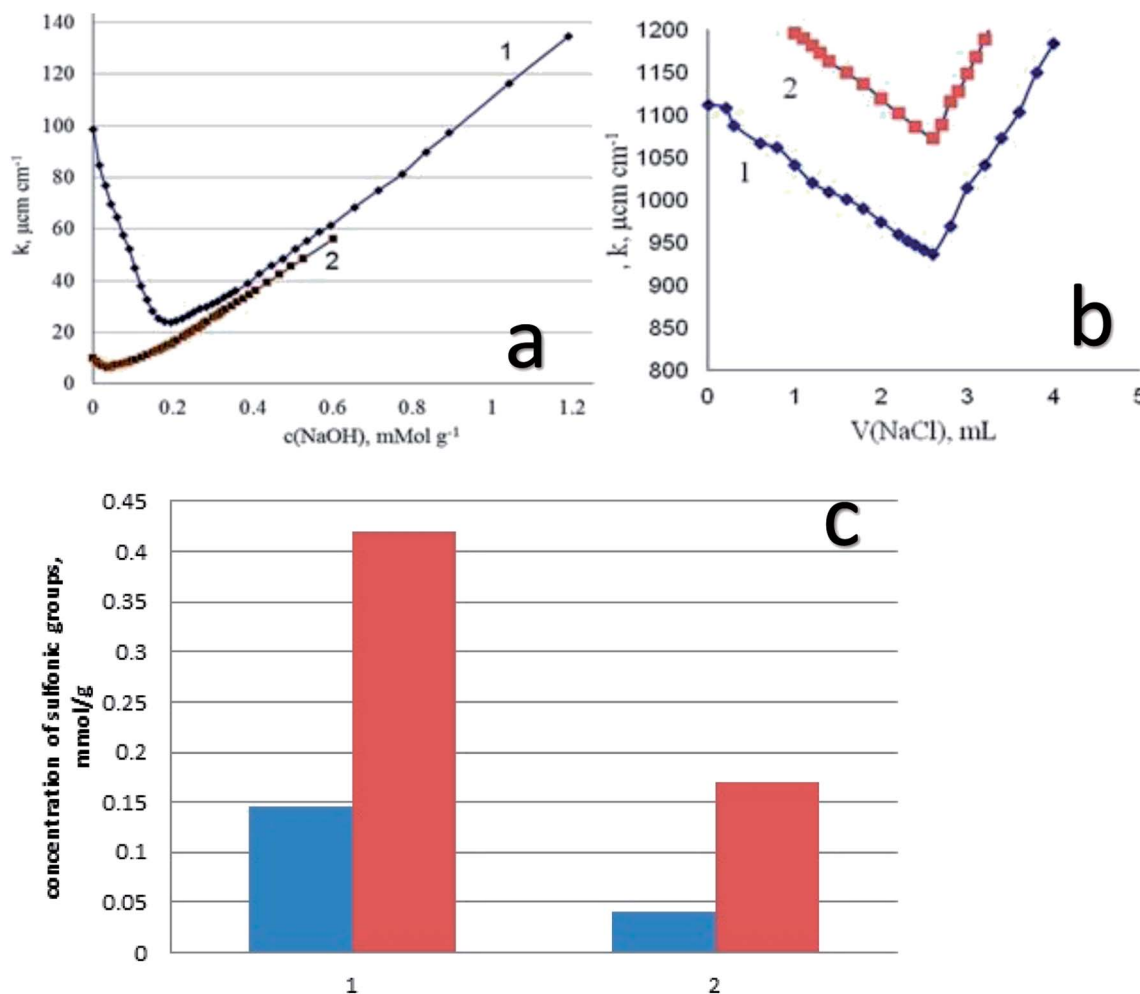 140
120
100
80
60
40
20
0
k, µcm cm⁻¹
1
2
a
0 0.2 0.4 0.6 0.8 1 1.2
c(NaOH), mMol g⁻¹
1200
1150
1100
1050
1000
950
900
850
800
, k, µcm cm⁻¹
2
1
b
0 1 2 3 4 5
V(NaCl), mL
c
0.45
0.4
0.35
0.3
0.25
0.2
0.15
0.1
0.05
0
concentration of sulfonic groups,
mmol/g
1 2